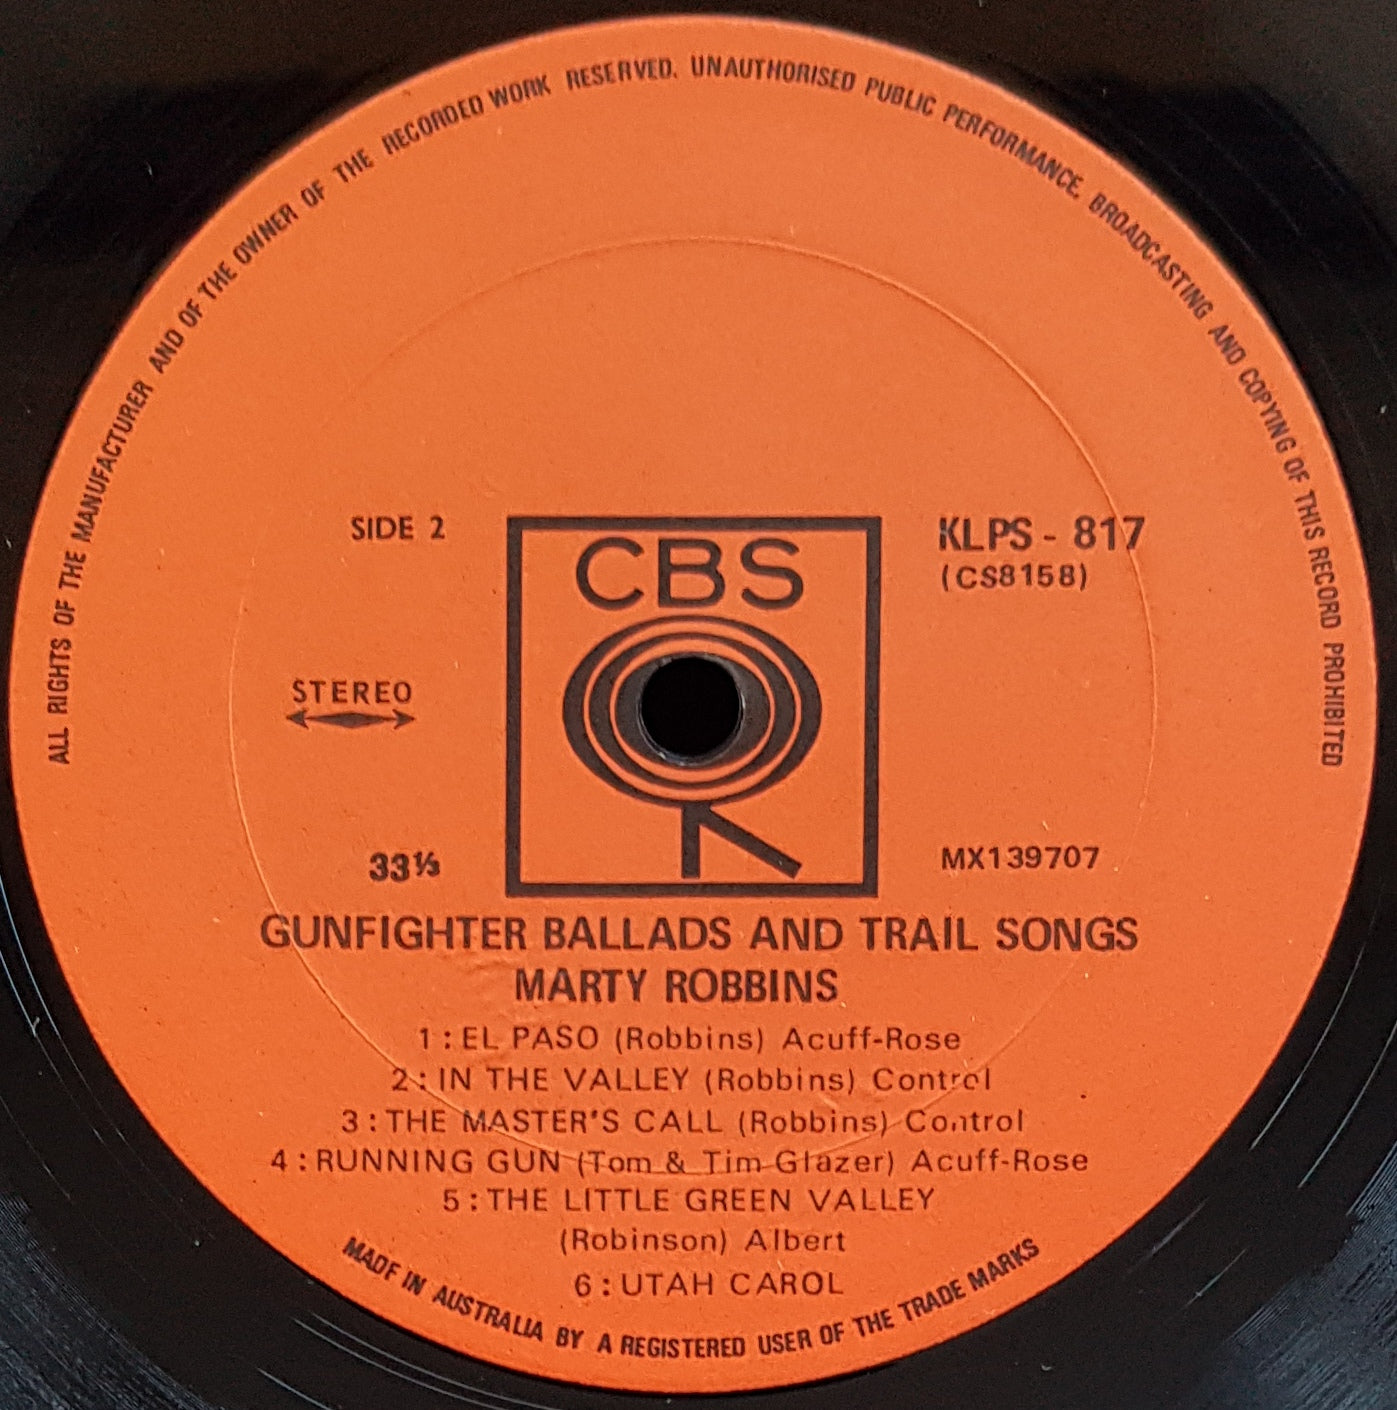 ALL RIGHTS OF THE MANUFACTURER AND OF THE OWNER OF THE RECORDED WORK RESERVED. UNAUTHORISED PUBLIC PERFORMANCE. BROADCASTING AND COPYING OF THIS RECORD PROHIBITED
SIDE 2
CBS
KLPS - 817
(CS8158)
STEREO
33⅓
MX139707
GUNFIGHTER BALLADS AND TRAIL SONGS
MARTY ROBBINS
1 : EL PASO (Robbins) Acuff-Rose
2 : IN THE VALLEY (Robbins) Control
3 : THE MASTER'S CALL (Robbins) Control
4 : RUNNING GUN (Tom & Tim Glazer) Acuff-Rose
5 : THE LITTLE GREEN VALLEY
(Robinson) Albert
6 : UTAH CAROL
MADE IN AUSTRALIA BY A REGISTERED USER OF THE TRADE MARKS